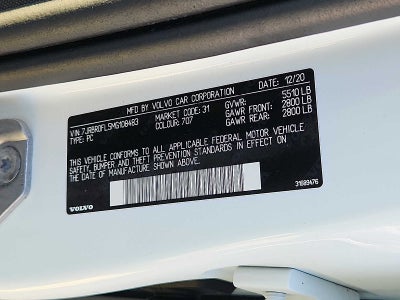 MFD BY VOLVO CAR CORPORATION DATE: 12/20
VIN: 7JRBR0FL5MG108483 MARKET CODE: 31 GVWR: 5510 LB
TYPE: PC COLOUR: 707 GAWR FRONT: 2800 LB
GAWR REAR: 2800 LB
THIS VEHICLE CONFORMS TO ALL APPLICABLE FEDERAL MOTOR VEHICLE
SAFETY, BUMPER AND THEFT PREVENTION STANDARDS IN EFFECT ON
DATE OF MANUFACTURE SHOWN ABOVE.
VOLVO 31689476